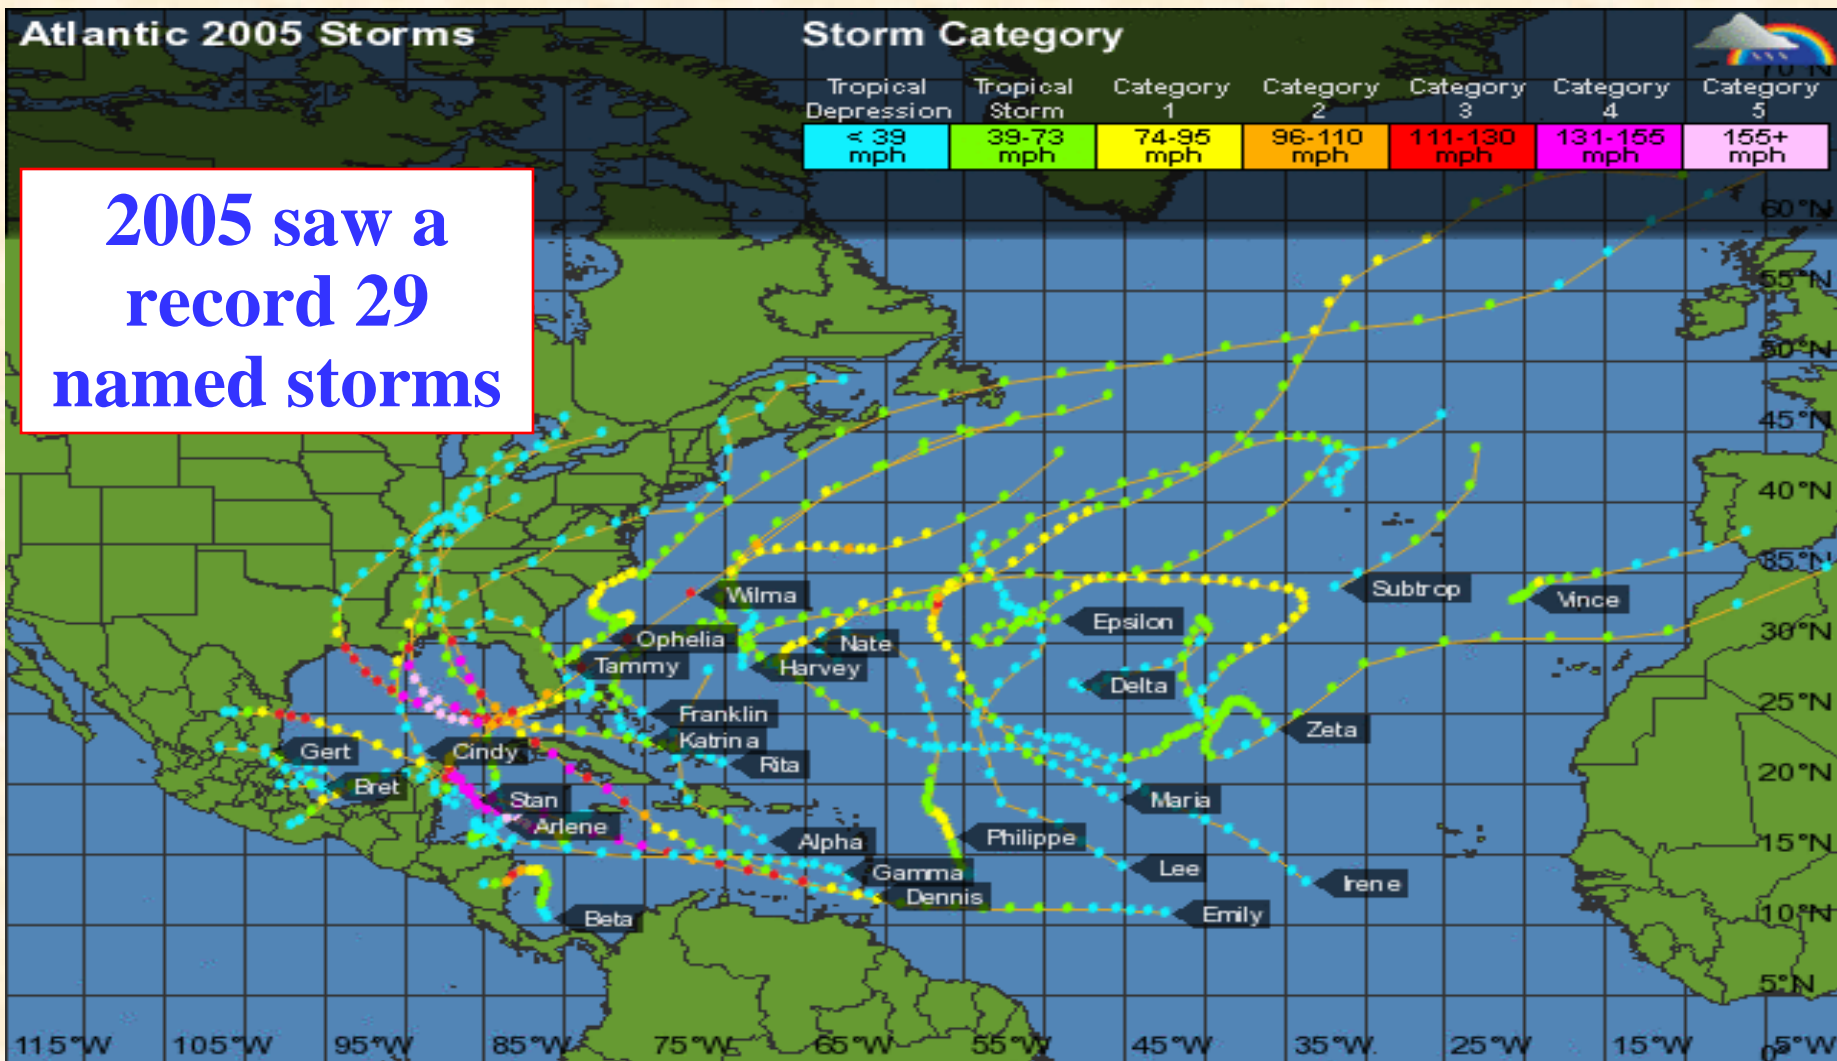 Atlantic 2005 Storms
Storm Category
Tropical Depression
Tropical Storm
Category 1
Category 2
Category 3
Category 4
Category 5
< 39 mph
39-73 mph
74-95 mph
96-110 mph
111-130 mph
131-155 mph
155+ mph
2005 saw a
record 29
named storms
60°N
55°N
50°N
45°N
40°N
35°N
30°N
25°N
20°N
15°N
10°N
5°N
Wilma
Subtrop
Vince
Epsilon
Ophelia
Nate
Tammy
Harvey
Delta
Franklin
Zeta
Katrina
Gert
Cindy
Rita
Bret
Stan
Maria
Arlene
Alpha
Philippe
Gamma
Lee
Irene
Dennis
Beta
Emily
115°W 105°W 95°W 85°W 75°W 65°W 55°W 45°W 35°W 25°W 15°W 5°W